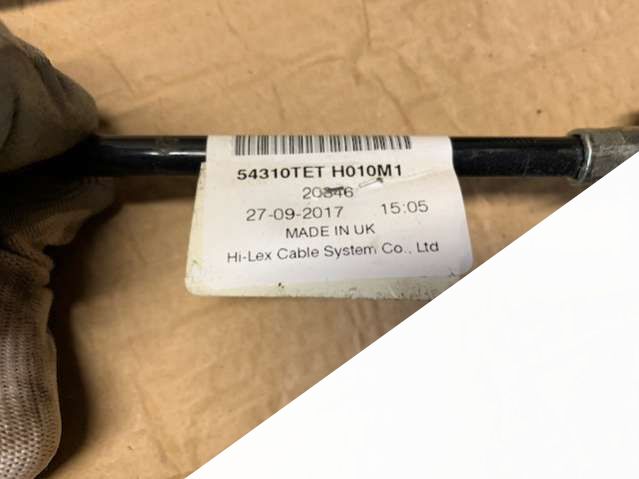 54310TET H010M1
20346
27-09-2017 15:05
MADE IN UK
Hi-Lex Cable System Co., Ltd